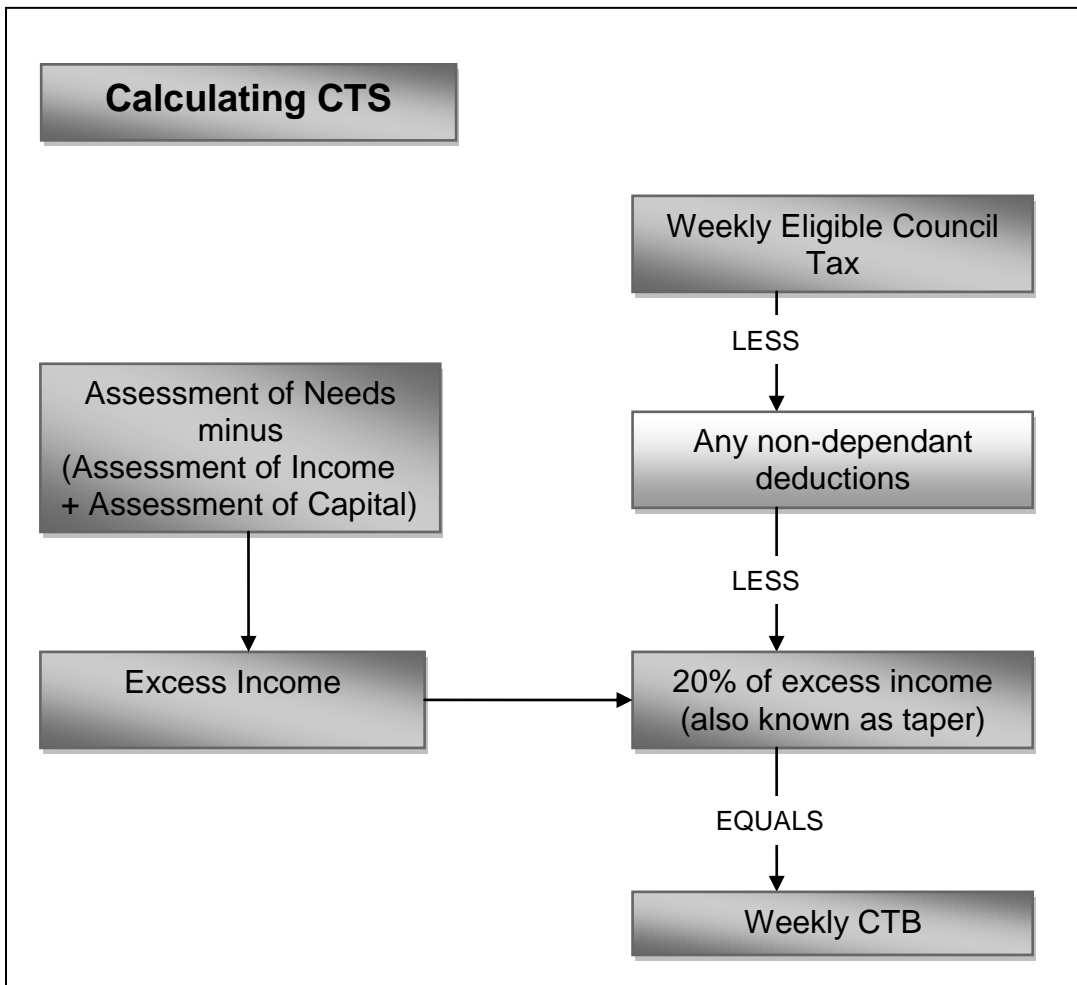 Calculating CTS
Weekly Eligible Council
Tax
LESS
Assessment of Needs
minus
(Assessment of Income
+ Assessment of Capital)
Any non-dependant
deductions
LESS
Excess Income
20% of excess income
(also known as taper)
EQUALS
Weekly CTB